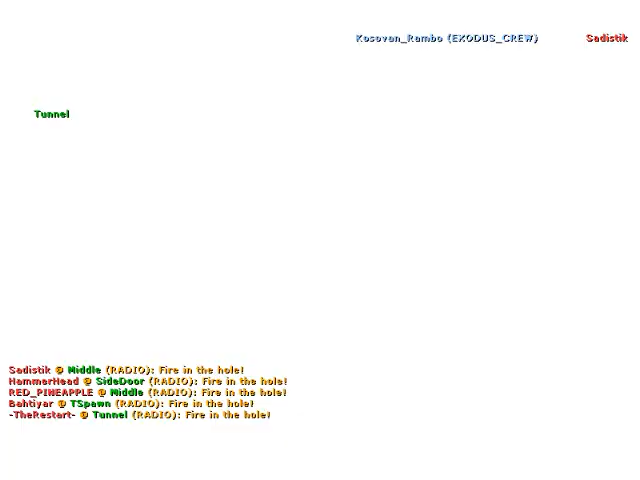 Kosovan_Rambo (EXODUS_CREW) Sadistik
Tunnel
Sadistik @ Middle (RADIO): Fire in the hole!
HammerHead @ SideDoor (RADIO): Fire in the hole!
RED_PINEAPPLE @ Middle (RADIO): Fire in the hole!
Bahtiyar @ TSpawn (RADIO): Fire in the hole!
-TheRestart- @ Tunnel (RADIO): Fire in the hole!